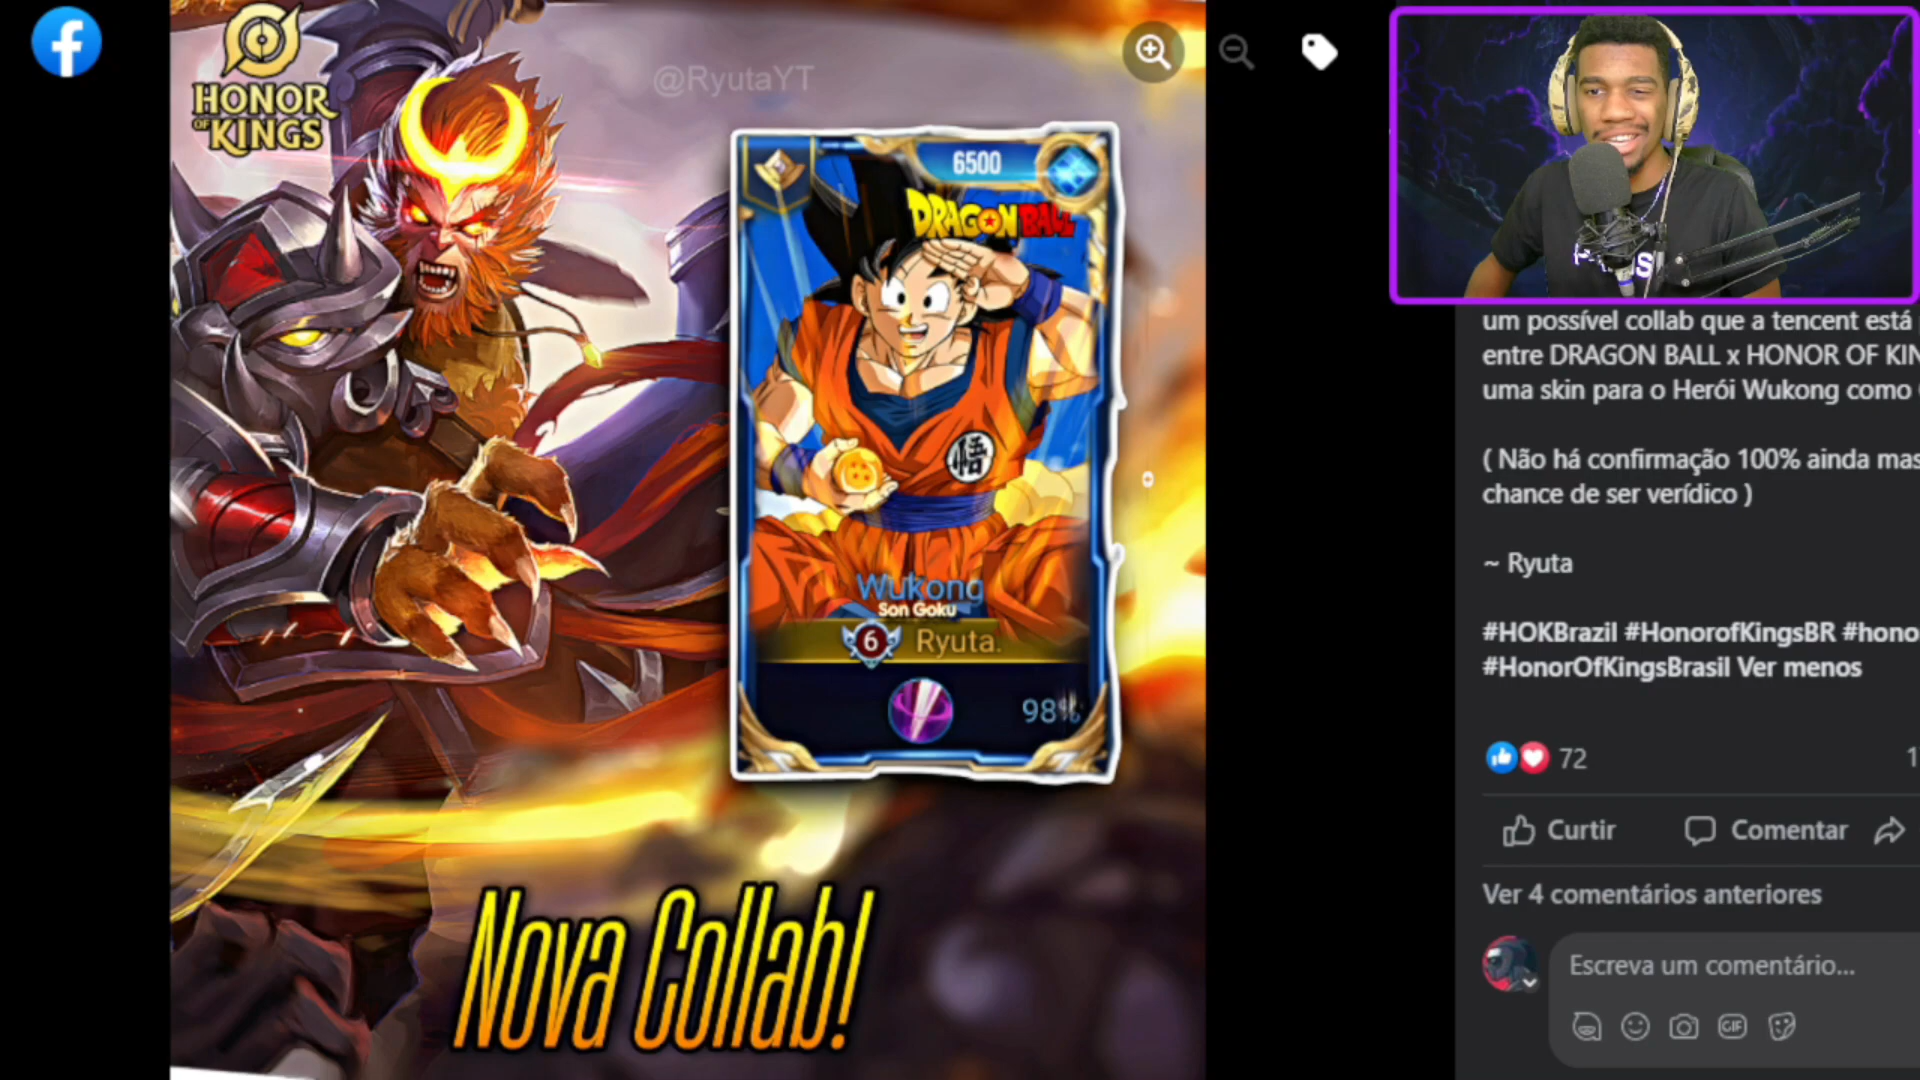 HONOR
OF KINGS
@RyutaYT
6500
DRAGON BALL
悟
Wukong
Son Goku
6 Ryuta.
98%
Nova Collab!
um possível collab que a tencent está
entre DRAGON BALL x HONOR OF KIN
uma skin para o Herói Wukong como
( Não há confirmação 100% ainda mas
chance de ser verídico )
~ Ryuta
#HOKBrazil #HonorofKingsBR #hono
#HonorOfKingsBrasil Ver menos
72
1
Curtir
Comentar
Ver 4 comentários anteriores
Escreva um comentário...
GIF